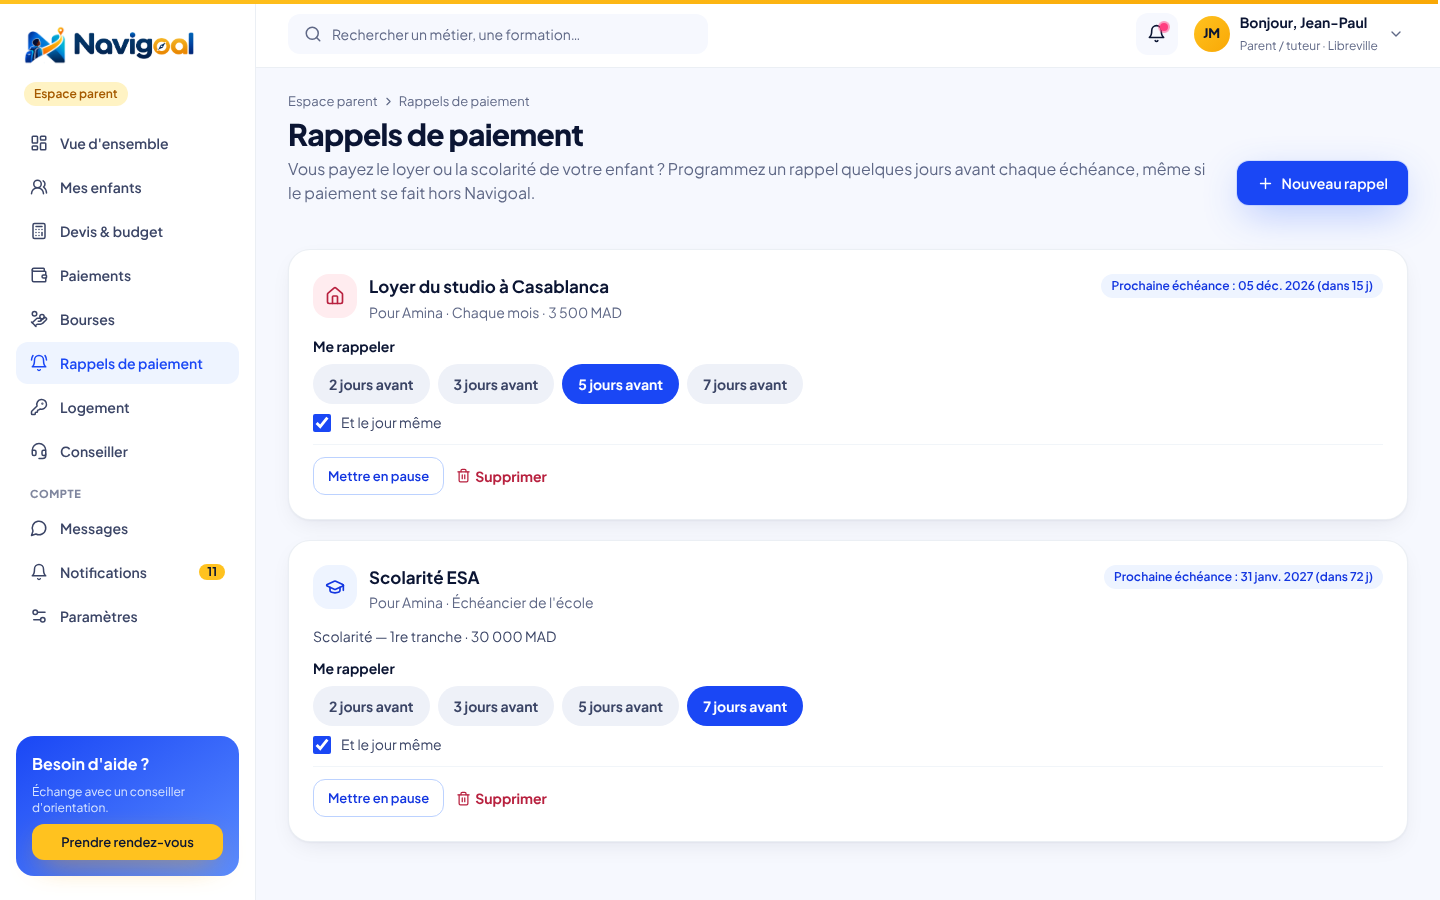 Navigoal
Espace parent
Vue d'ensemble
Mes enfants
Devis & budget
Paiements
Bourses
Rappels de paiement
Logement
Conseiller
COMPTE
Messages
Notifications 11
Paramètres
Besoin d'aide ?
Échange avec un conseiller
d'orientation.
Prendre rendez-vous
Rechercher un métier, une formation...
JM
Bonjour, Jean-Paul
Parent / tuteur · Libreville
Espace parent > Rappels de paiement
Rappels de paiement
Vous payez le loyer ou la scolarité de votre enfant ? Programmez un rappel quelques jours avant chaque échéance, même si
le paiement se fait hors Navigoal.
+ Nouveau rappel
Loyer du studio à Casablanca
Pour Amina · Chaque mois · 3 500 MAD
Prochaine échéance : 05 déc. 2026 (dans 15 j)
Me rappeler
2 jours avant 3 jours avant 5 jours avant 7 jours avant
Et le jour même
Mettre en pause Supprimer
Scolarité ESA
Pour Amina · Échéancier de l'école
Prochaine échéance : 31 janv. 2027 (dans 72 j)
Scolarité — 1re tranche · 30 000 MAD
Me rappeler
2 jours avant 3 jours avant 5 jours avant 7 jours avant
Et le jour même
Mettre en pause Supprimer